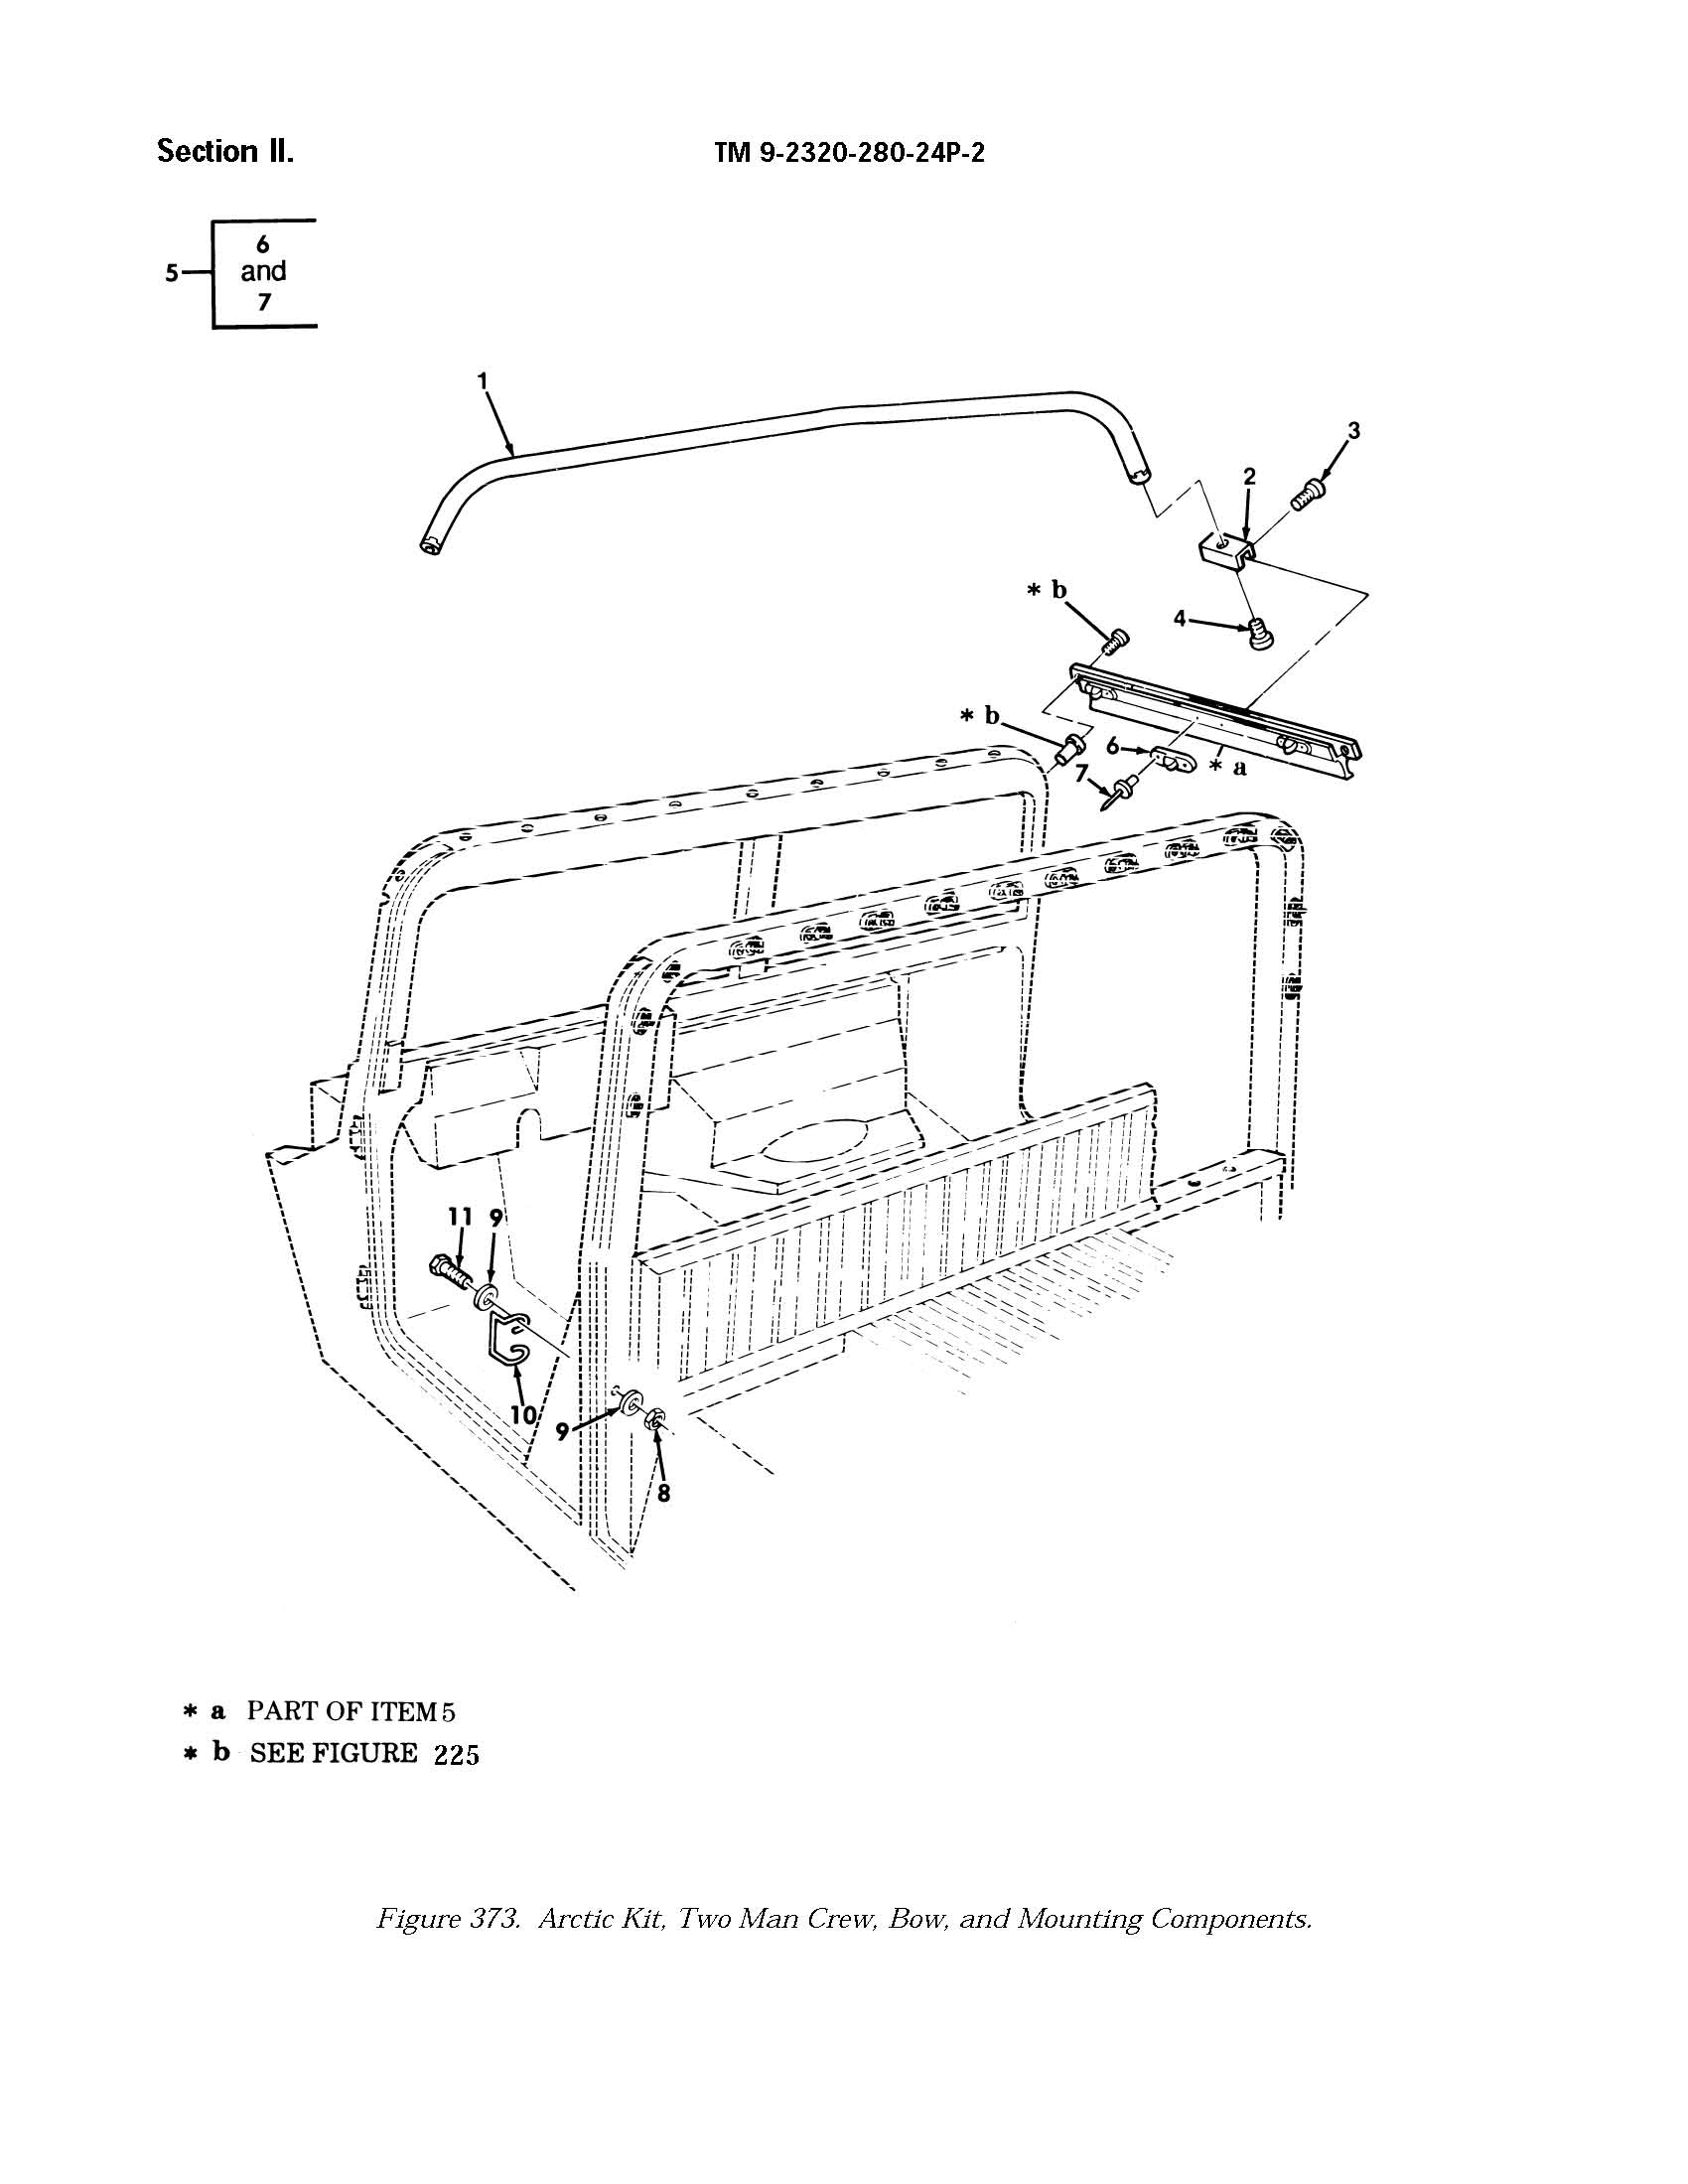 Section II.
TM 9-2320-280-24P-2
5
6
and
7
1
3
2
* b
4
* b
6
7
* a
11 9
10
9
8
* a PART OF ITEM 5
* b SEE FIGURE 225
Figure 373. Arctic Kit, Two Man Crew, Bow, and Mounting Components.